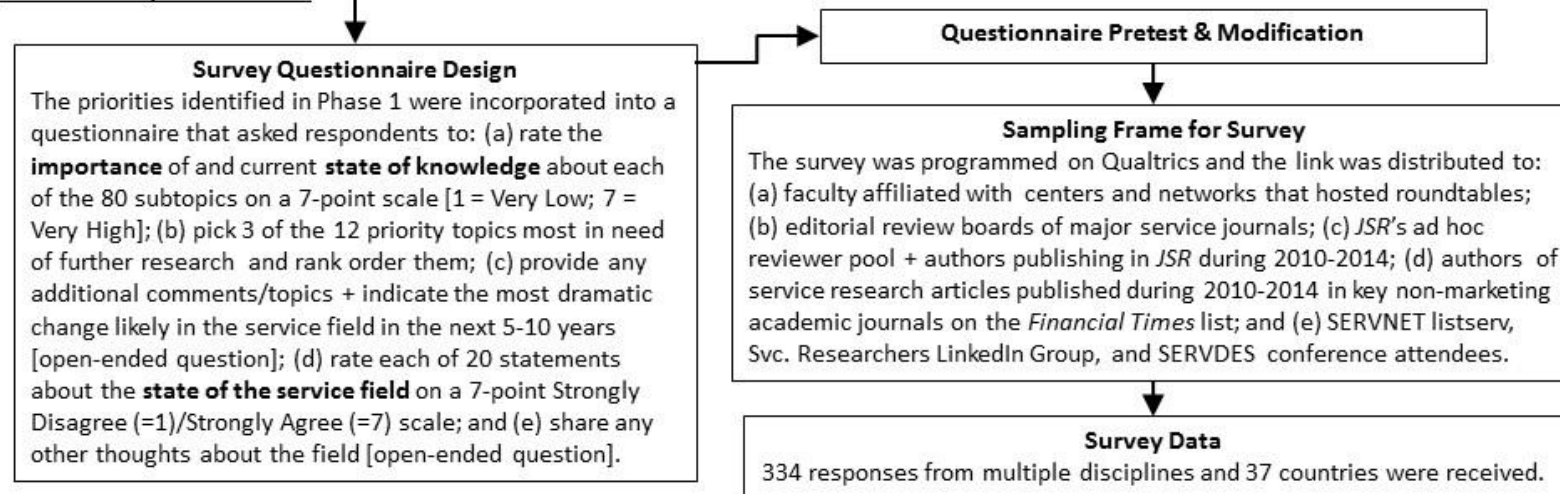 Survey Questionnaire Design
The priorities identified in Phase 1 were incorporated into a
questionnaire that asked respondents to: (a) rate the
importance of and current state of knowledge about each
of the 80 subtopics on a 7-point scale [1 = Very Low; 7 =
Very High]; (b) pick 3 of the 12 priority topics most in need
of further research and rank order them; (c) provide any
additional comments/topics + indicate the most dramatic
change likely in the service field in the next 5-10 years
[open-ended question]; (d) rate each of 20 statements
about the state of the service field on a 7-point Strongly
Disagree (=1)/Strongly Agree (=7) scale; and (e) share any
other thoughts about the field [open-ended question].
Questionnaire Pretest & Modification
Sampling Frame for Survey
The survey was programmed on Qualtrics and the link was distributed to:
(a) faculty affiliated with centers and networks that hosted roundtables;
(b) editorial review boards of major service journals; (c) JSR's ad hoc
reviewer pool + authors publishing in JSR during 2010-2014; (d) authors of
service research articles published during 2010-2014 in key non-marketing
academic journals on the Financial Times list; and (e) SERVNET listserv,
Svc. Researchers LinkedIn Group, and SERVDES conference attendees.
Survey Data
334 responses from multiple disciplines and 37 countries were received.